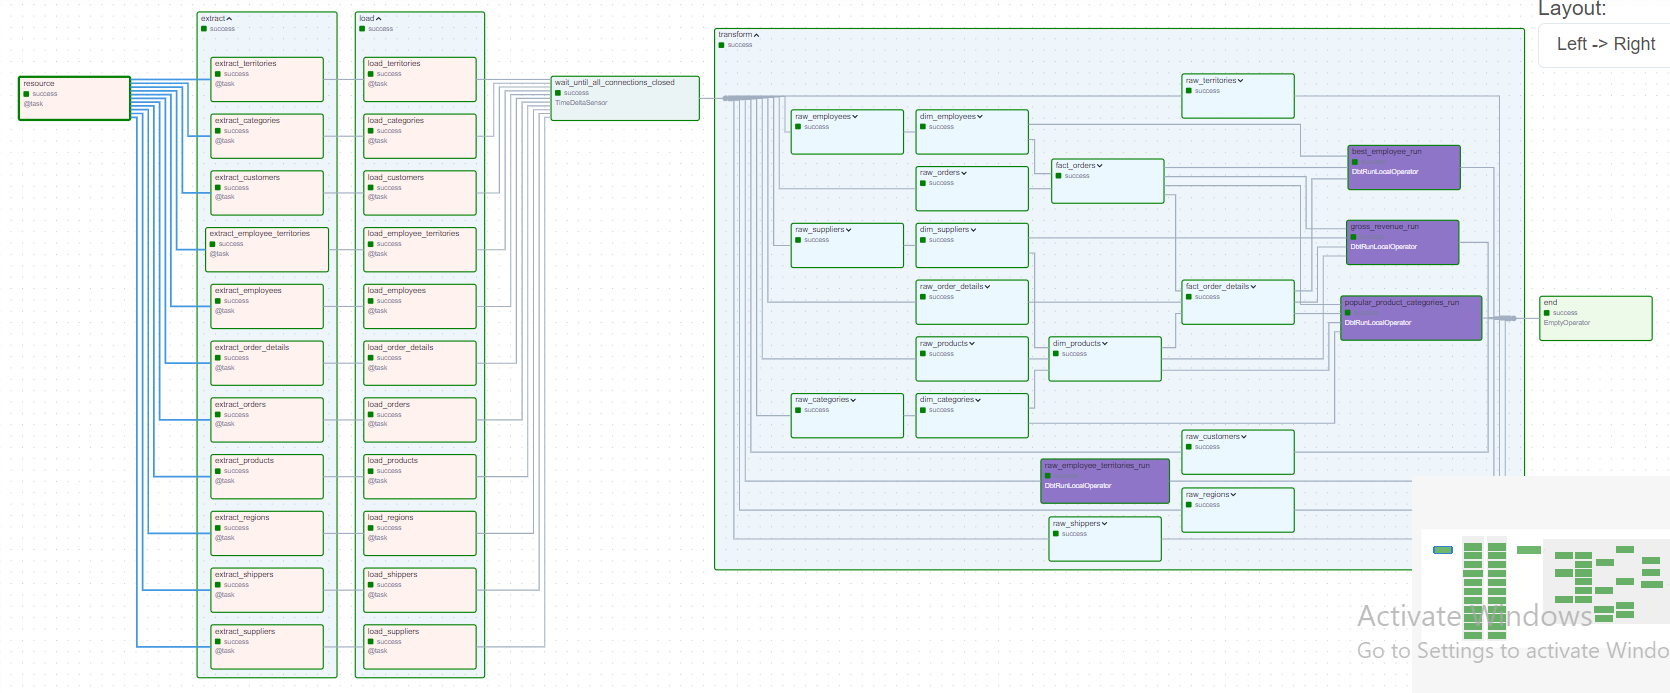 Layout:
Left -> Right
resource
success
@task
extract
success
extract_territories
success
@task
extract_categories
success
@task
extract_customers
success
@task
extract_employee_territories
success
@task
extract_employees
success
@task
extract_order_details
success
@task
extract_orders
success
@task
extract_products
success
@task
extract_regions
success
@task
extract_shippers
success
@task
extract_suppliers
success
@task
load
success
load_territories
success
@task
load_categories
success
@task
load_customers
success
@task
load_employee_territories
success
@task
load_employees
success
@task
load_order_details
success
@task
load_orders
success
@task
load_products
success
@task
load_regions
success
@task
load_shippers
success
@task
load_suppliers
success
@task
wait_until_all_connections_closed
success
TimeDeltaSensor
transform
success
raw_employees
success
raw_suppliers
success
raw_categories
success
dim_employees
success
raw_orders
success
dim_suppliers
success
raw_order_details
success
raw_products
success
dim_categories
success
fact_orders
success
dim_products
success
raw_employee_territories_run
DbtRunLocalOperator
raw_shippers
success
raw_territories
success
fact_order_details
success
raw_customers
success
raw_regions
success
best_employee_run
DbtRunLocalOperator
gross_revenue_run
DbtRunLocalOperator
popular_product_categories_run
DbtRunLocalOperator
end
success
EmptyOperator
Activate Windows
Go to Settings to activate Windo